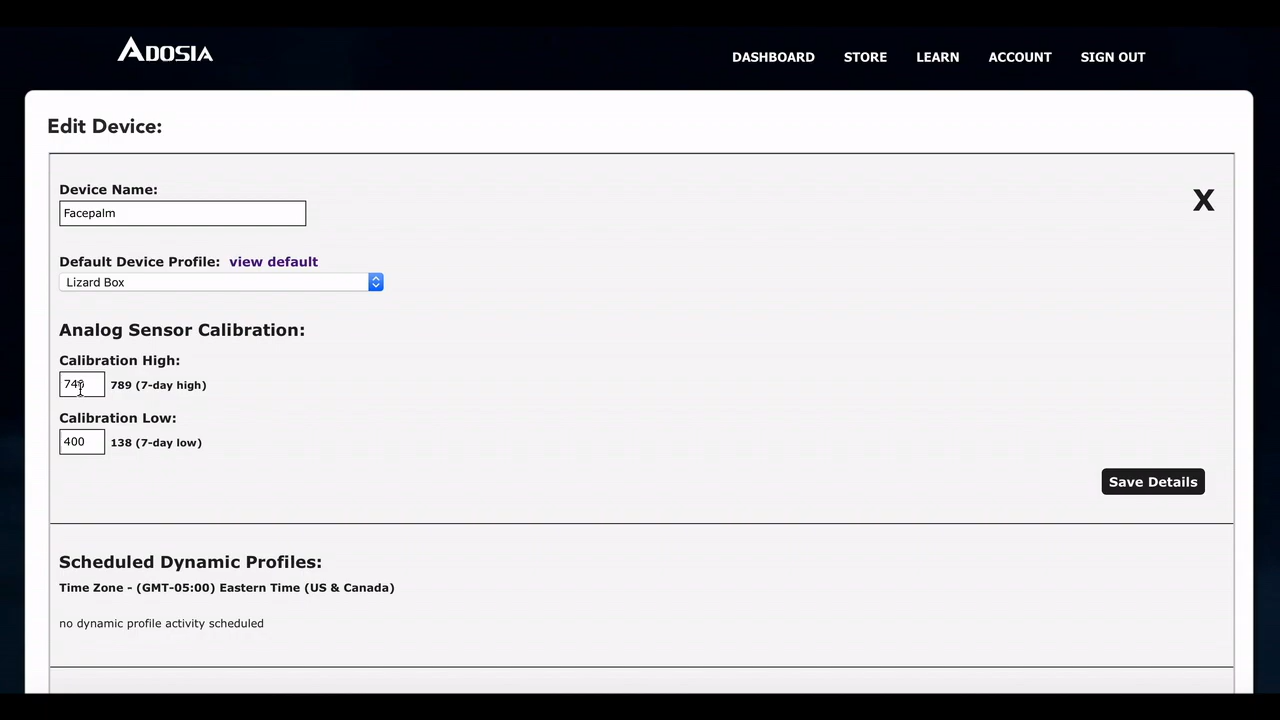 ADOSIA
DASHBOARD STORE LEARN ACCOUNT SIGN OUT
Edit Device:
Device Name:
X
Facepalm
Default Device Profile: view default
Lizard Box
Analog Sensor Calibration:
Calibration High:
789 (7-day high)
Calibration Low:
400 138 (7-day low)
Save Details
Scheduled Dynamic Profiles:
Time Zone - (GMT-05:00) Eastern Time (US & Canada)
no dynamic profile activity scheduled